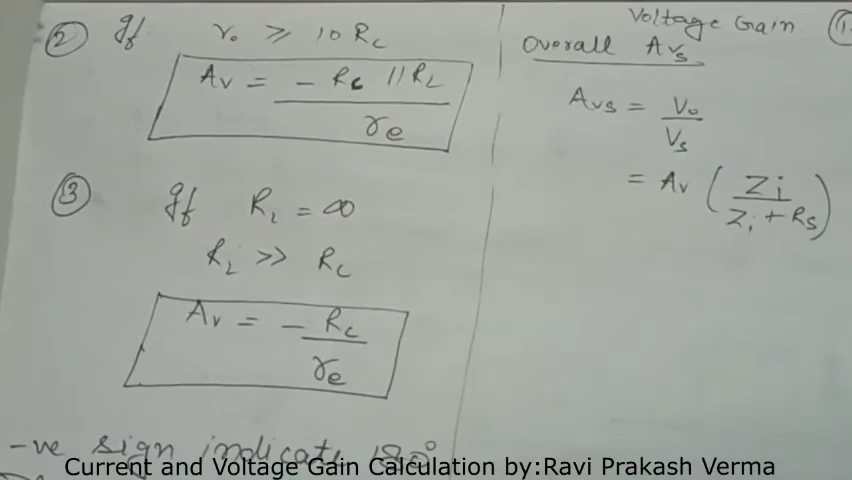 ② If r₀ ≥ 10 Rc
Av = - Rc || RL / re
③ If RL = ∞
RL >> Rc
Av = - Rc / re
-ve sign indicate 180°
Voltage Gain
Overall Avs
Avs = Vo / Vs
= Av ( Zi / Zi + Rs )
Current and Voltage Gain Calculation by:Ravi Prakash Verma